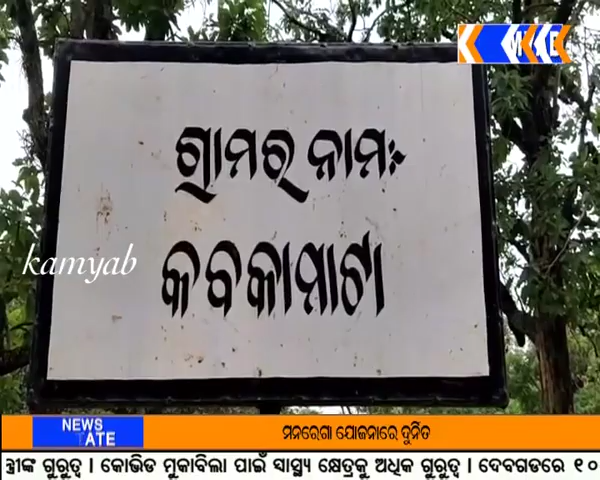 ଗ୍ରାମର ନାମ:
କବକାମାଟା
kamyab
NEWS
ମନରେଗା ଯୋଜନାରେ ଦୁର୍ନିତ
ନ୍ତ୍ରୀଙ୍କ ଗୁରୁତ୍ୱ । କୋଭିଡ ମୁକାବିଲା ପାଇଁ ସ୍ୱାସ୍ଥ୍ୟ କ୍ଷେତ୍ରକୁ ଅଧିକ ଗୁରୁତ୍ୱ । ଦେବଗଡରେ ୧୦